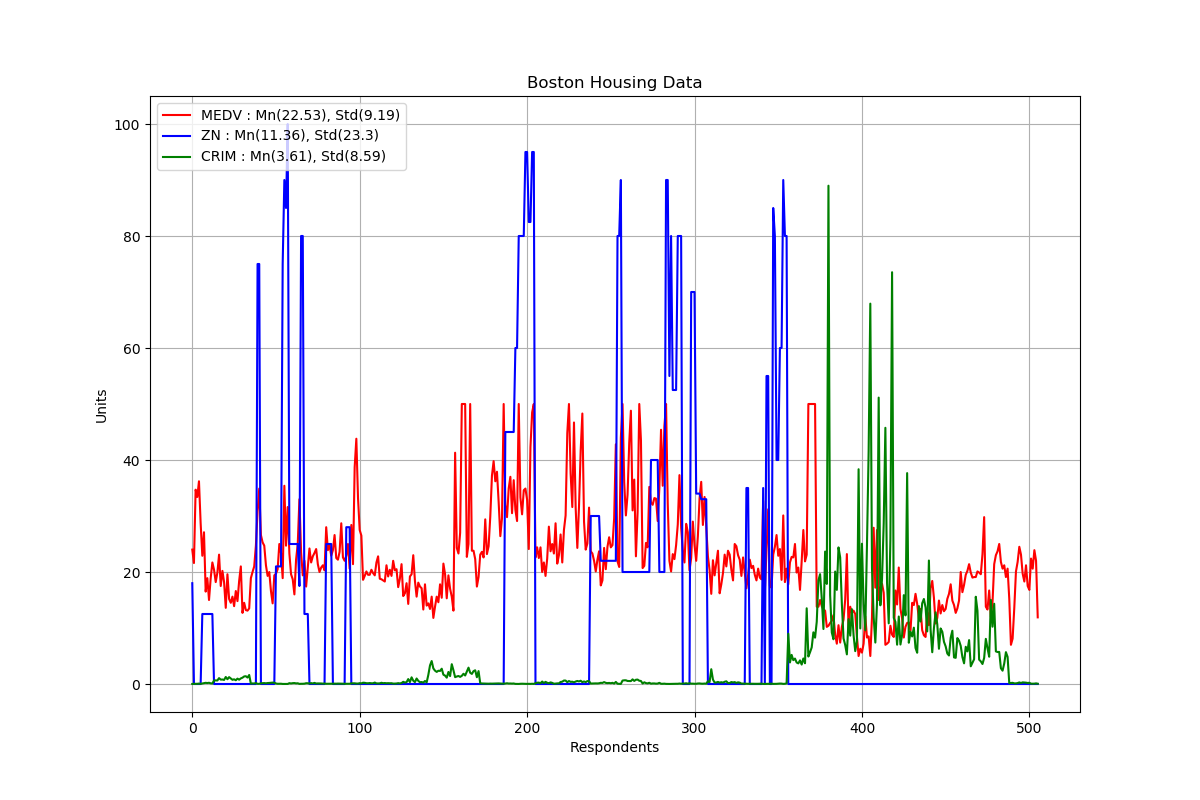 Boston Housing Data
MEDV : Mn(22.53), Std(9.19)
ZN : Mn(11.36), Std(23.3)
CRIM : Mn(3.61), Std(8.59)
100
80
60
40
20
0
Units
0 100 200 300 400 500
Respondents